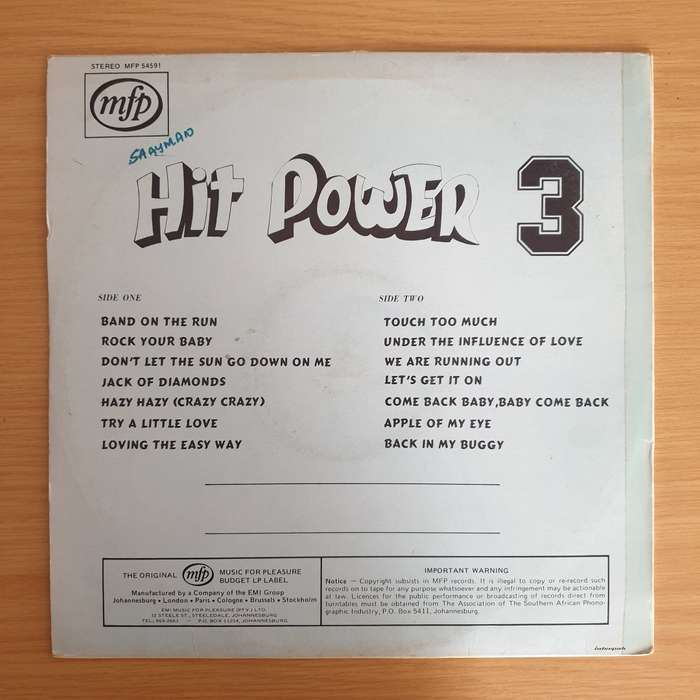 STEREO MFP 54591
mfp
SAAYMAN
Hit POWER 3
SIDE ONE
BAND ON THE RUN
ROCK YOUR BABY
DON'T LET THE SUN GO DOWN ON ME
JACK OF DIAMONDS
HAZY HAZY (CRAZY CRAZY)
TRY A LITTLE LOVE
LOVING THE EASY WAY
SIDE TWO
TOUCH TOO MUCH
UNDER THE INFLUENCE OF LOVE
WE ARE RUNNING OUT
LET'S GET IT ON
COME BACK BABY, BABY COME BACK
APPLE OF MY EYE
BACK IN MY BUGGY
THE ORIGINAL mfp MUSIC FOR PLEASURE
BUDGET LP LABEL
Manufactured by a Company of the EMI Group
Johannesburg • London • Paris • Cologne • Brussels • Stockholm
EMI MUSIC FOR PLEASURE (PTY.) LTD.
12 STEELE ST., STEELEDALE, JOHANNESBURG
P.O. BOX 11254, JOHANNESBURG
IMPORTANT WARNING
Notice — Copyright subsists in MFP records. It is illegal to copy or re-record such
records on to tape for any purpose whatsoever and any infringement may be actionable
at law. Licences for the public performance or broadcasting of records direct from
turntables must be obtained from The Association of The Southern African Phono-
graphic Industry, P.O. Box 5411, Johannesburg.